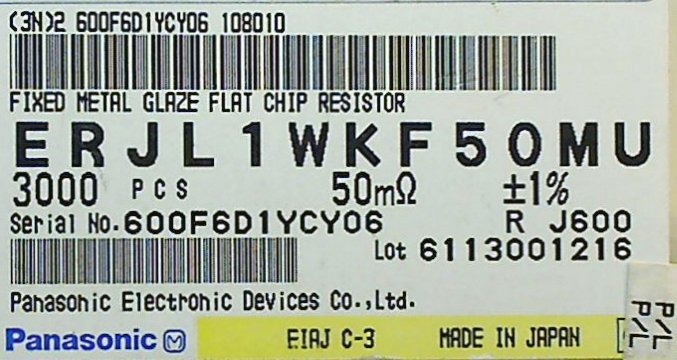 (3N)2 600F6D1YCY06 108010
FIXED METAL GLAZE FLAT CHIP RESISTOR
ERJL1WKF50MU
3000 PCS 50mΩ ±1%
Serial No.600F6D1YCY06 R J600
Lot 6113001216
Panasonic Electronic Devices Co.,Ltd.
Panasonic M EIAJ C-3 MADE IN JAPAN
P/L
P/L